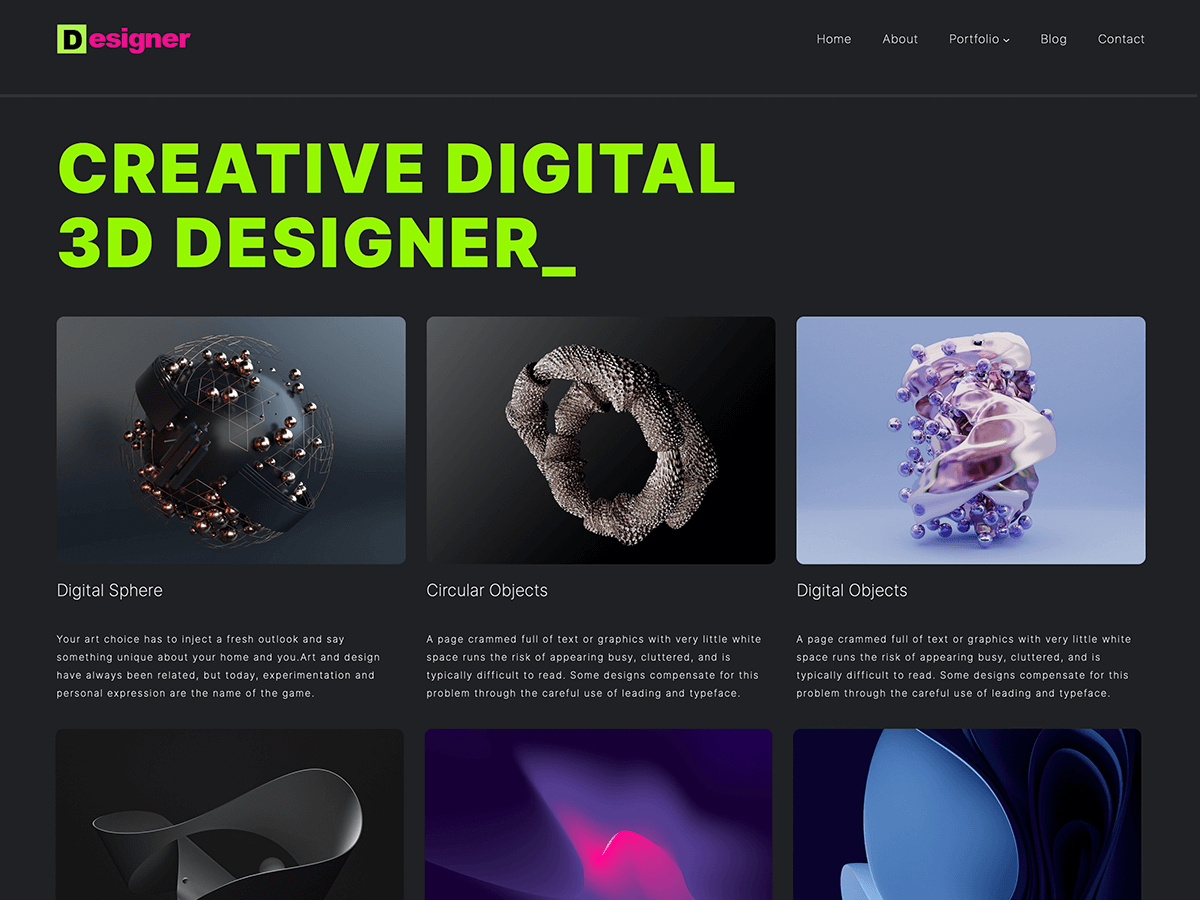 Designer
Home About Portfolio Blog Contact
CREATIVE DIGITAL
3D DESIGNER_
Digital Sphere
Your art choice has to inject a fresh outlook and say
something unique about your home and you.Art and design
have always been related, but today, experimentation and
personal expression are the name of the game.
Circular Objects
A page crammed full of text or graphics with very little white
space runs the risk of appearing busy, cluttered, and is
typically difficult to read. Some designs compensate for this
problem through the careful use of leading and typeface.
Digital Objects
A page crammed full of text or graphics with very little white
space runs the risk of appearing busy, cluttered, and is
typically difficult to read. Some designs compensate for this
problem through the careful use of leading and typeface.